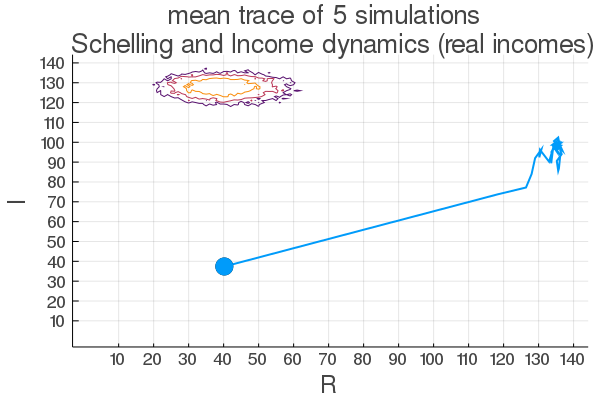 mean trace of 5 simulations
Schelling and Income dynamics (real incomes)
140
130
120
110
100
90
80
70
60
50
40
30
20
10
I
10 20 30 40 50 60 70 80 90 100 110 120 130 140
R